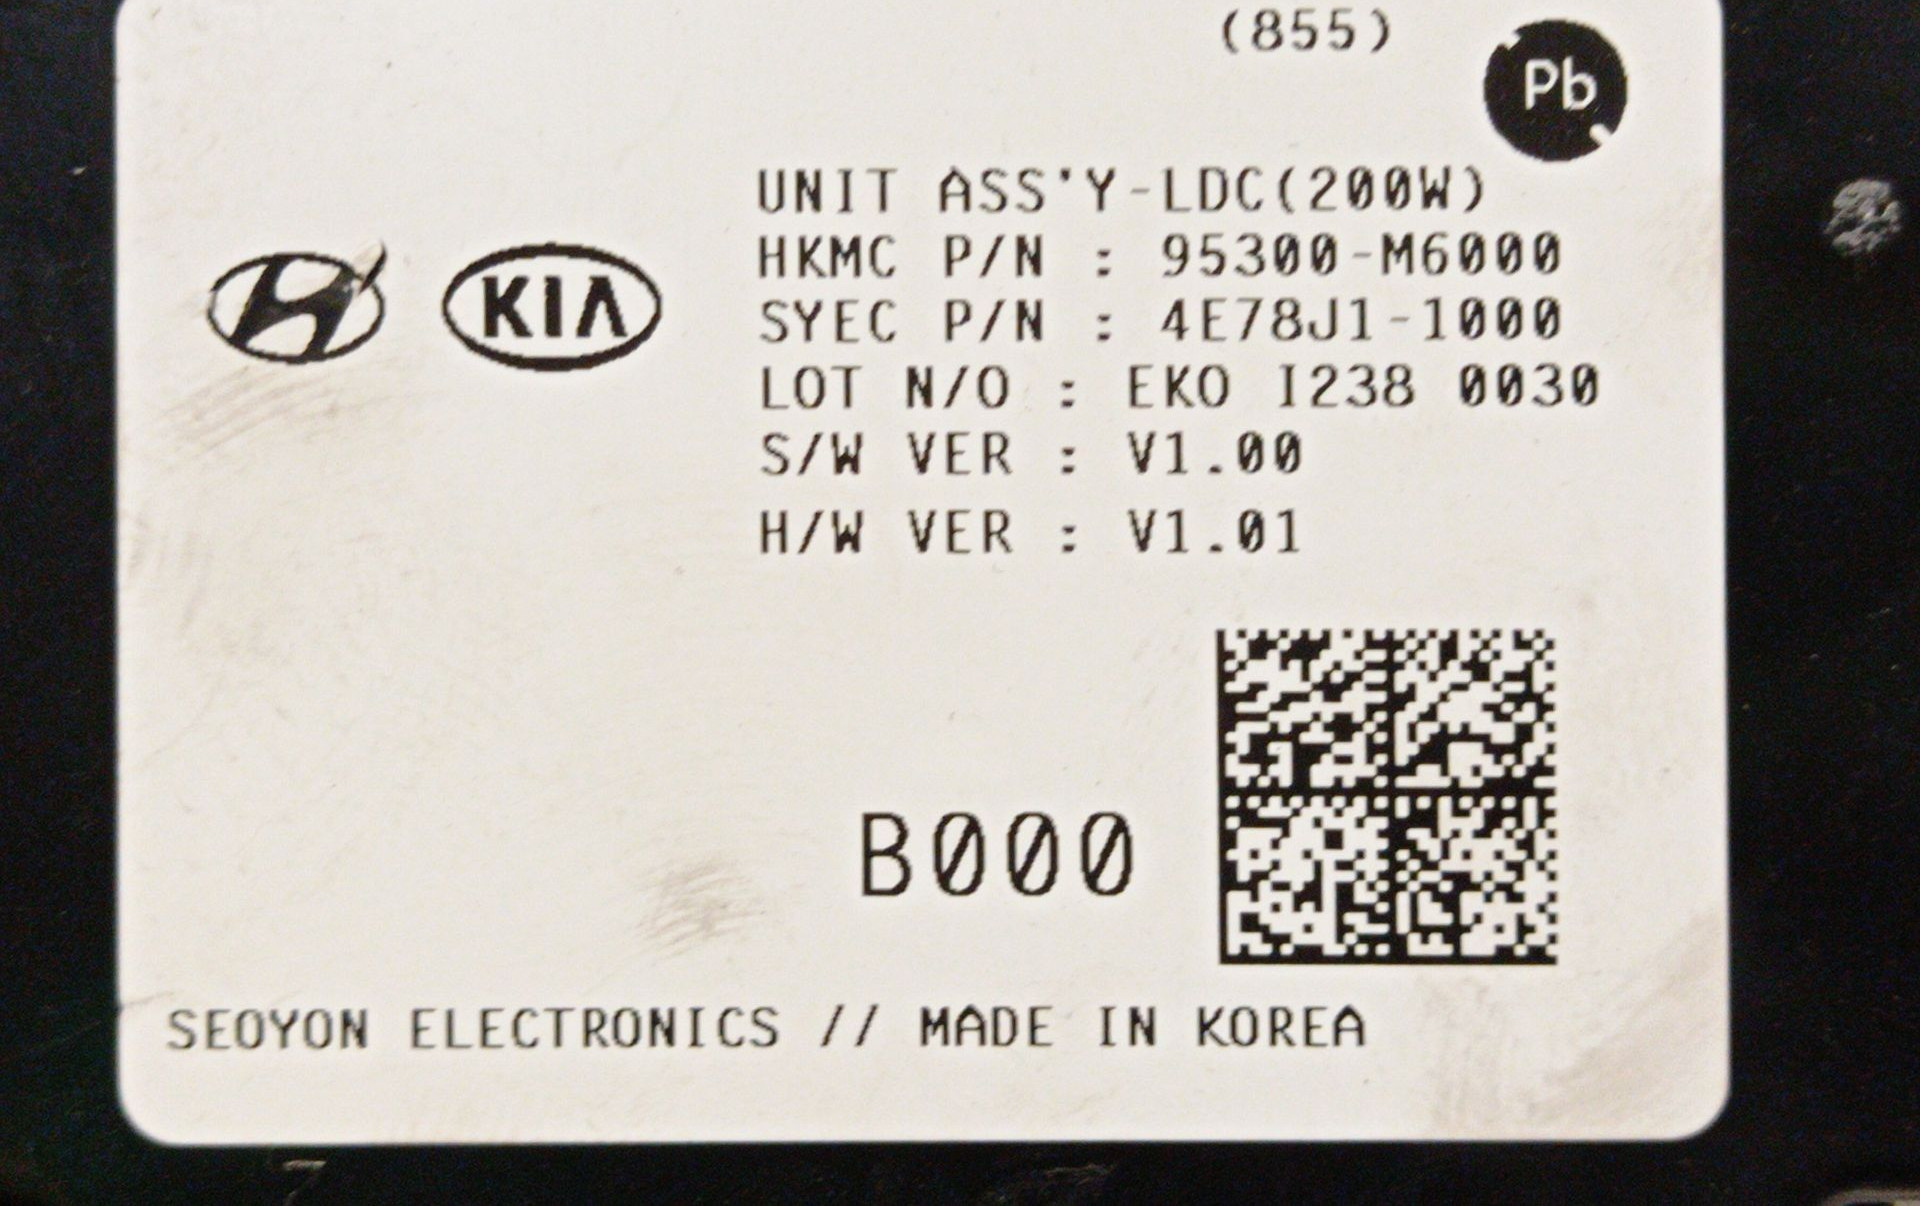 (855)
Pb
UNIT ASS'Y-LDC(200W)
HKMC P/N : 95300-M6000
KIA
SYEC P/N : 4E78J1-1000
LOT N/O : EKO I238 0030
S/W VER : V1.00
H/W VER : V1.01
B000
SEOYON ELECTRONICS // MADE IN KOREA